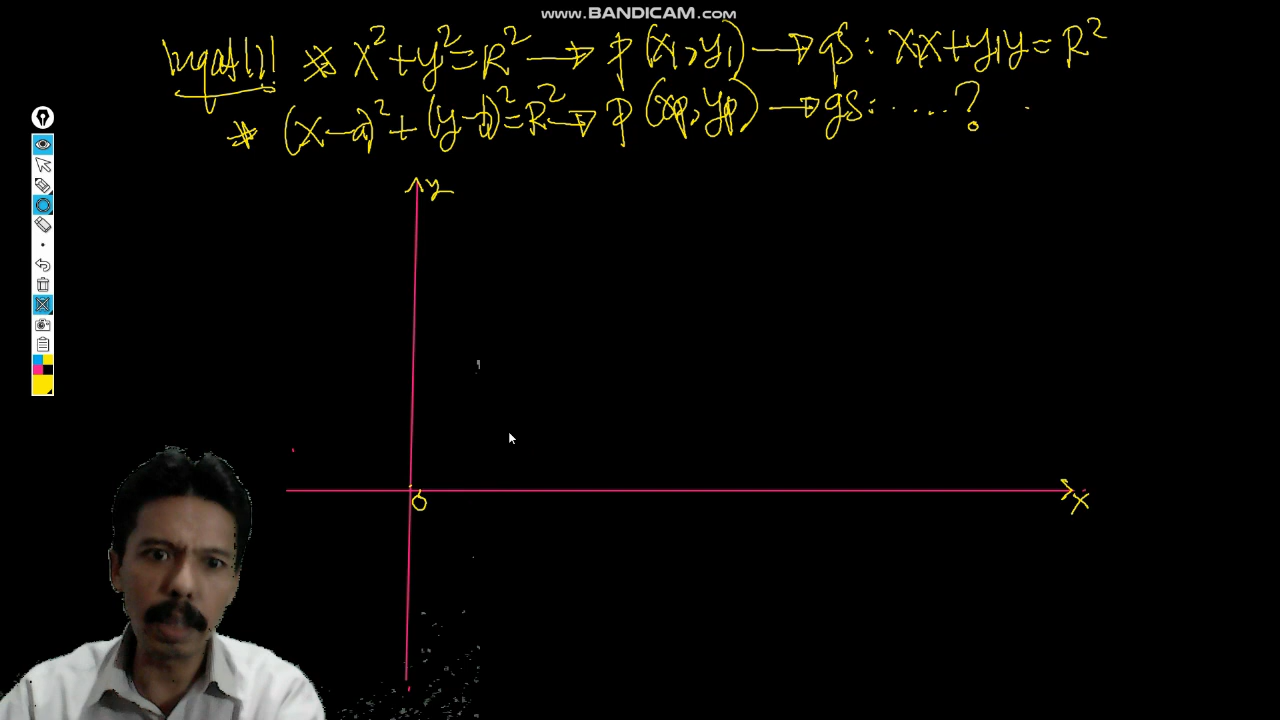 www.BANDICAM.com
Ingat!!! * x²+y²=R² → P(x₁,y₁) → gs: x₁x+y₁y=R²
* (x-a)²+(y-b)²=R² → P(xp,yp) → gs: ....?
y
0
x